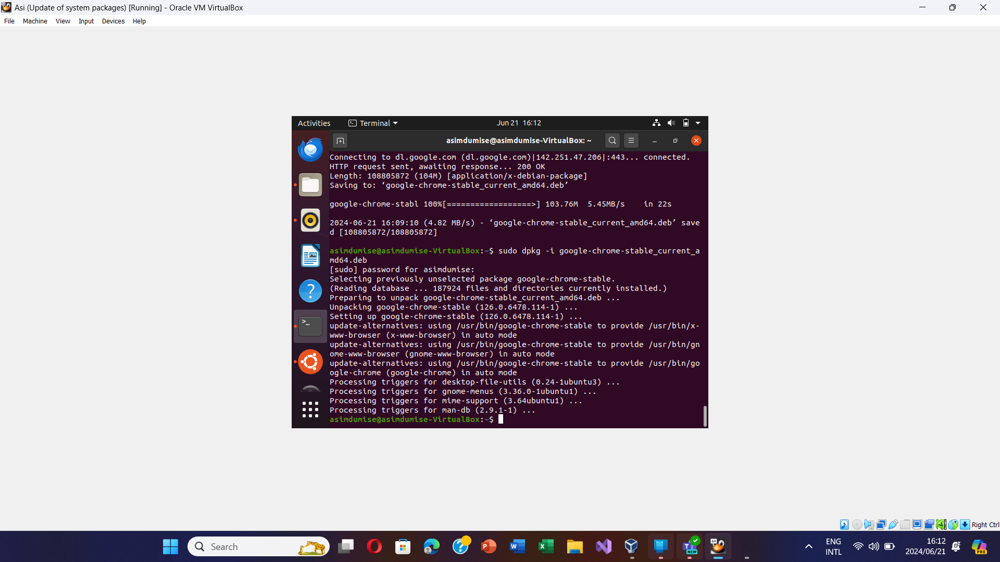 Asi (Update of system packages) [Running] - Oracle VM VirtualBox
File Machine View Input Devices Help
Activities Terminal Jun 21 16:12
asimdumise@asimdumise-VirtualBox: ~
Connecting to dl.google.com (dl.google.com)|142.251.47.206|:443... connected.
HTTP request sent, awaiting response... 200 OK
Length: 108805872 (104M) [application/x-debian-package]
Saving to: ‘google-chrome-stable_current_amd64.deb’
google-chrome-stabl 100%[==================>] 103.76M 5.45MB/s in 22s
2024-06-21 16:09:10 (4.82 MB/s) - ‘google-chrome-stable_current_amd64.deb’ save
d [108805872/108805872]
asimdumise@asimdumise-VirtualBox:~$ sudo dpkg -i google-chrome-stable_current_a
md64.deb
[sudo] password for asimdumise:
Selecting previously unselected package google-chrome-stable.
(Reading database ... 187924 files and directories currently installed.)
Preparing to unpack google-chrome-stable_current_amd64.deb ...
Unpacking google-chrome-stable (126.0.6478.114-1) ...
Setting up google-chrome-stable (126.0.6478.114-1) ...
update-alternatives: using /usr/bin/google-chrome-stable to provide /usr/bin/x-
www-browser (x-www-browser) in auto mode
update-alternatives: using /usr/bin/google-chrome-stable to provide /usr/bin/gn
ome-www-browser (gnome-www-browser) in auto mode
update-alternatives: using /usr/bin/google-chrome-stable to provide /usr/bin/go
ogle-chrome (google-chrome) in auto mode
Processing triggers for desktop-file-utils (0.24-1ubuntu3) ...
Processing triggers for gnome-menus (3.36.0-1ubuntu1) ...
Processing triggers for mime-support (3.64ubuntu1) ...
Processing triggers for man-db (2.9.1-1) ...
asimdumise@asimdumise-VirtualBox:~$
Right Ctrl
Search
ENG
INTL
16:12
2024/06/21
NEW
PRE